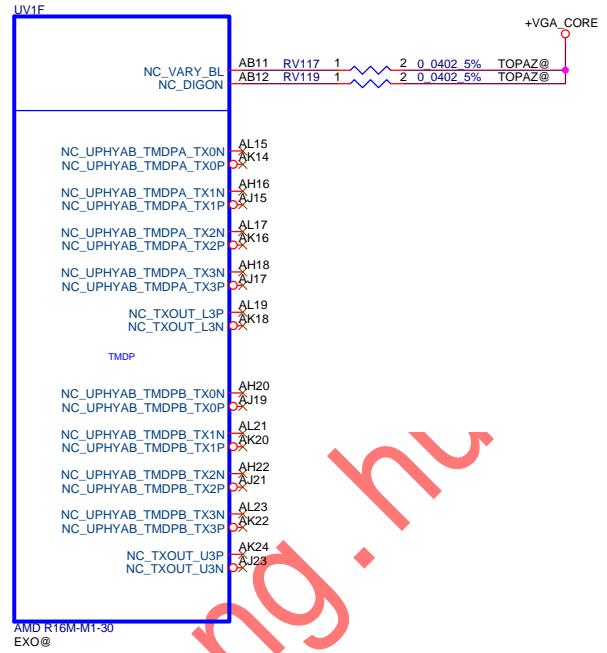 UV1F
+VGA_CORE
NC_VARY_BL AB11 RV117 1 2 0_0402_5% TOPAZ@
NC_DIGON AB12 RV119 1 2 0_0402_5% TOPAZ@
NC_UPHYAB_TMDPA_TX0N AL15
NC_UPHYAB_TMDPA_TX0P AK14
NC_UPHYAB_TMDPA_TX1N AH16
NC_UPHYAB_TMDPA_TX1P AJ15
NC_UPHYAB_TMDPA_TX2N AL17
NC_UPHYAB_TMDPA_TX2P AK16
NC_UPHYAB_TMDPA_TX3N AH18
NC_UPHYAB_TMDPA_TX3P AJ17
NC_TXOUT_L3P AL19
NC_TXOUT_L3N AK18
TMDP
NC_UPHYAB_TMDPB_TX0N AH20
NC_UPHYAB_TMDPB_TX0P AJ19
NC_UPHYAB_TMDPB_TX1N AL21
NC_UPHYAB_TMDPB_TX1P AK20
NC_UPHYAB_TMDPB_TX2N AH22
NC_UPHYAB_TMDPB_TX2P AJ21
NC_UPHYAB_TMDPB_TX3N AL23
NC_UPHYAB_TMDPB_TX3P AK22
NC_TXOUT_U3P AK24
NC_TXOUT_U3N AJ23
AMD R16M-M1-30
EXO@
ng.hu